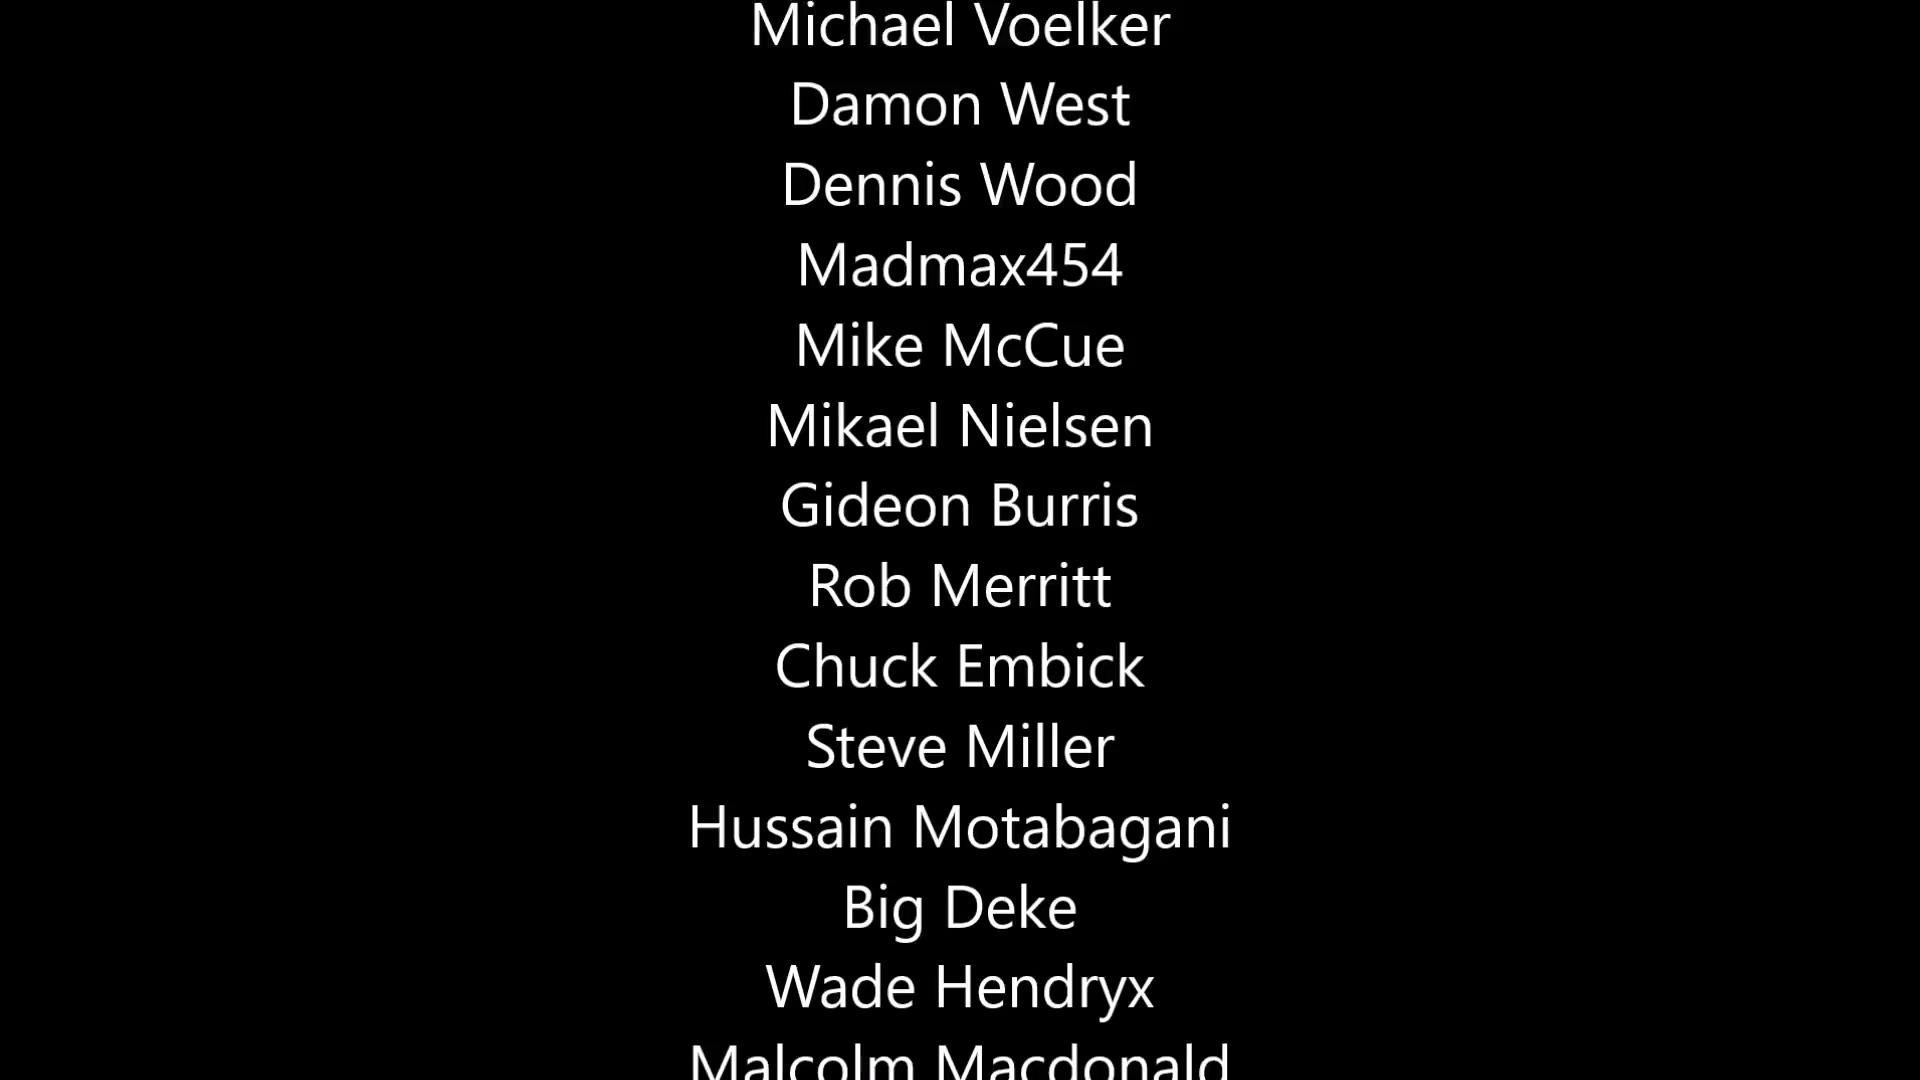 Michael Voelker
Damon West
Dennis Wood
Madmax454
Mike McCue
Mikael Nielsen
Gideon Burris
Rob Merritt
Chuck Embick
Steve Miller
Hussain Motabagani
Big Deke
Wade Hendryx
Malcolm Macdonald